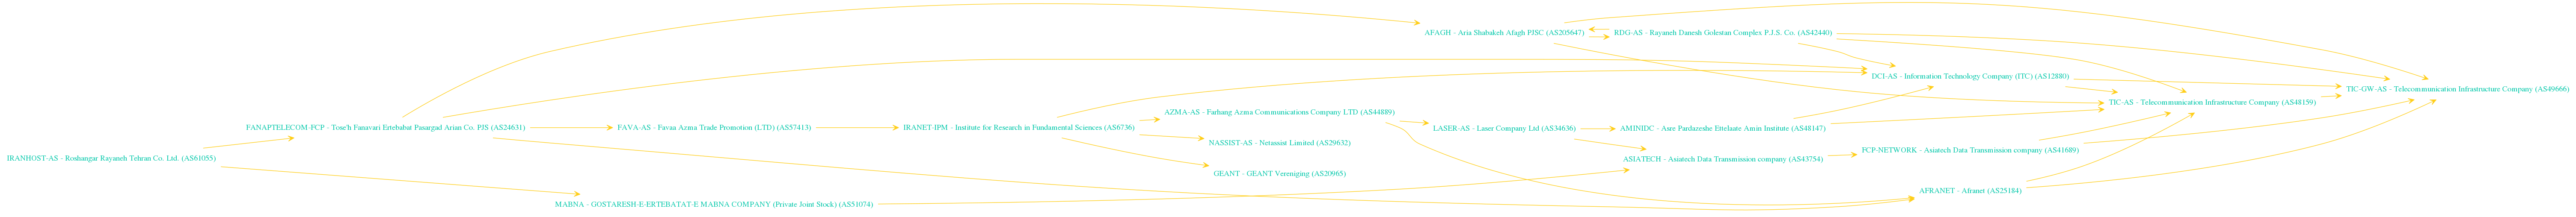 IRANHOST-AS - Roshangar Rayaneh Tehran Co. Ltd. (AS61055)
FANAPTELECOM-FCP - Tose'h Fanavari Ertebabat Pasargad Arian Co. PJS (AS24631)
MABNA - GOSTARESH-E-ERTEBATAT-E MABNA COMPANY (Private Joint Stock) (AS51074)
FAVA-AS - Favaa Azma Trade Promotion (LTD) (AS57413)
IRANET-IPM - Institute for Research in Fundamental Sciences (AS6736)
AZMA-AS - Farhang Azma Communications Company LTD (AS44889)
NASSIST-AS - Netassist Limited (AS29632)
GEANT - GEANT Vereniging (AS20965)
AFAGH - Aria Shabakeh Afagh PJSC (AS205647)
LASER-AS - Laser Company Ltd (AS34636)
RDG-AS - Rayaneh Danesh Golestan Complex P.J.S. Co. (AS42440)
AMINIDC - Asre Pardazeshe Ettelaate Amin Institute (AS48147)
ASIATECH - Asiatech Data Transmission company (AS43754)
DCI-AS - Information Technology Company (ITC) (AS12880)
FCP-NETWORK - Asiatech Data Transmission company (AS41689)
AFRANET - Afranet (AS25184)
TIC-AS - Telecommunication Infrastructure Company (AS48159)
TIC-GW-AS - Telecommunication Infrastructure Company (AS49666)